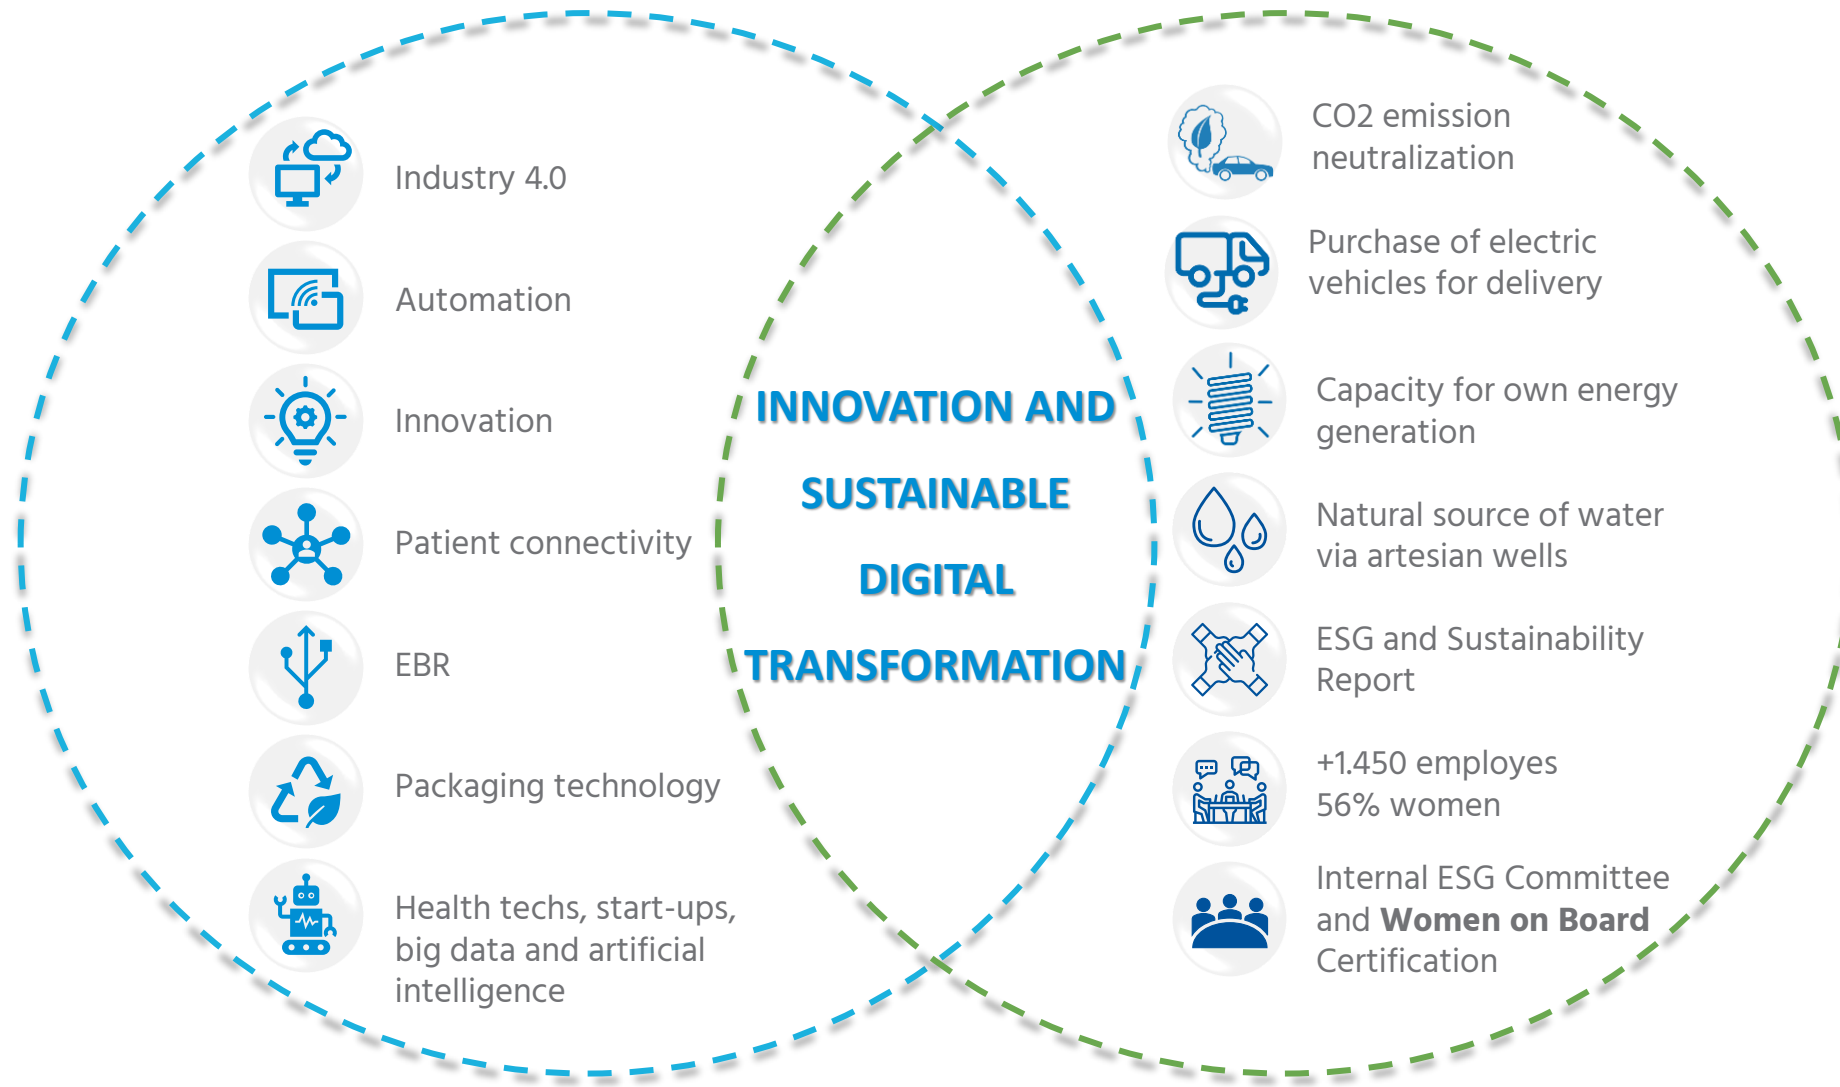 Industry 4.0
Automation
Innovation
Patient connectivity
EBR
Packaging technology
Health techs, start-ups,
big data and artificial
intelligence
INNOVATION AND
SUSTAINABLE
DIGITAL
TRANSFORMATION
CO2 emission
neutralization
Purchase of electric
vehicles for delivery
Capacity for own energy
generation
Natural source of water
via artesian wells
ESG and Sustainability
Report
+1.450 employes
56% women
Internal ESG Committee
and Women on Board
Certification